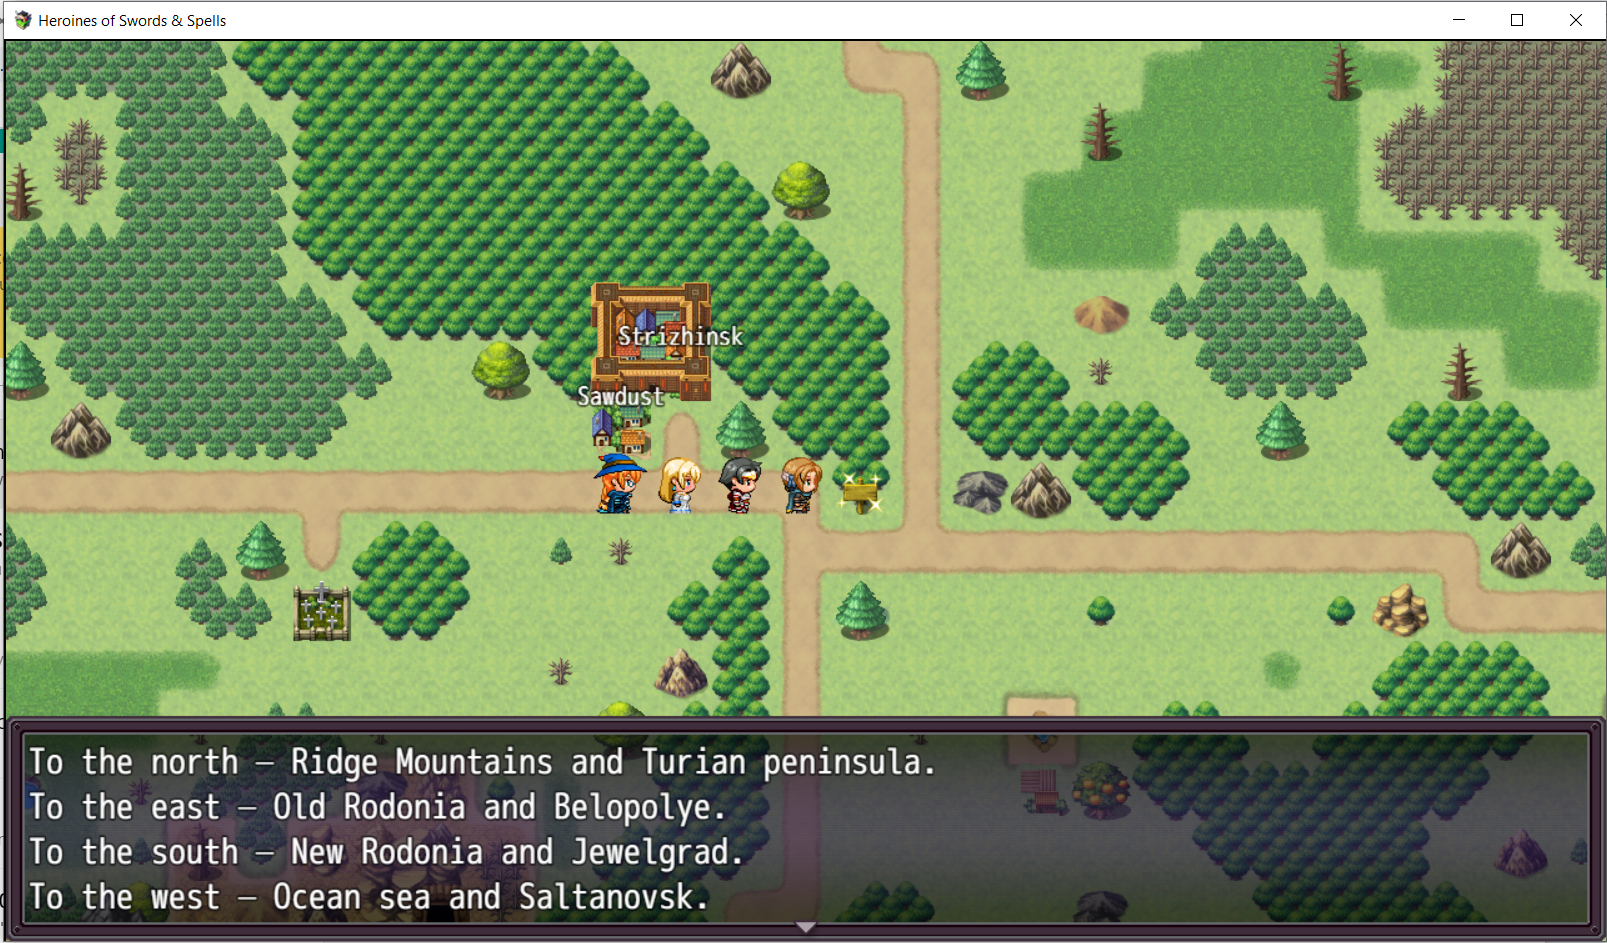 Heroines of Swords & Spells
Strizhinsk
Sawdust
To the north — Ridge Mountains and Turian peninsula.
To the east — Old Rodonia and Belopolye.
To the south — New Rodonia and Jewelgrad.
To the west — Ocean sea and Saltanovsk.